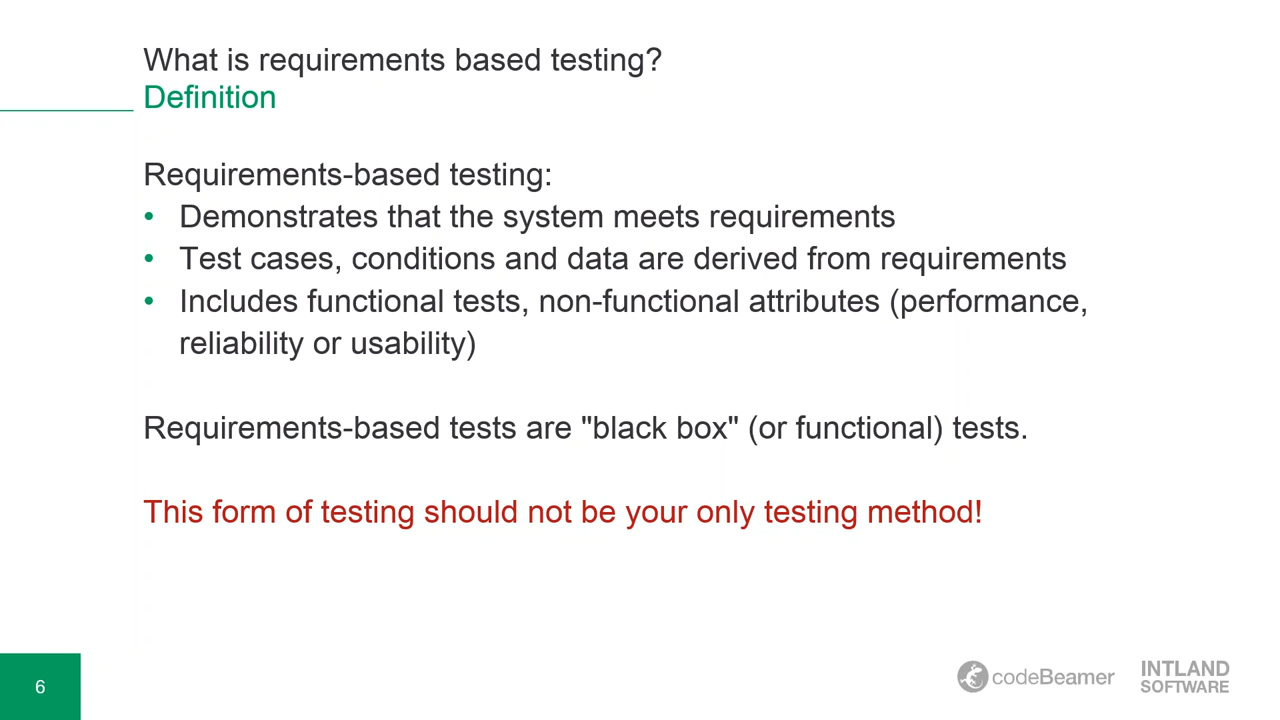 What is requirements based testing?
Definition
Requirements-based testing:
• Demonstrates that the system meets requirements
• Test cases, conditions and data are derived from requirements
• Includes functional tests, non-functional attributes (performance,
reliability or usability)
Requirements-based tests are "black box" (or functional) tests.
This form of testing should not be your only testing method!
6
codeBeamer
INTLAND
SOFTWARE